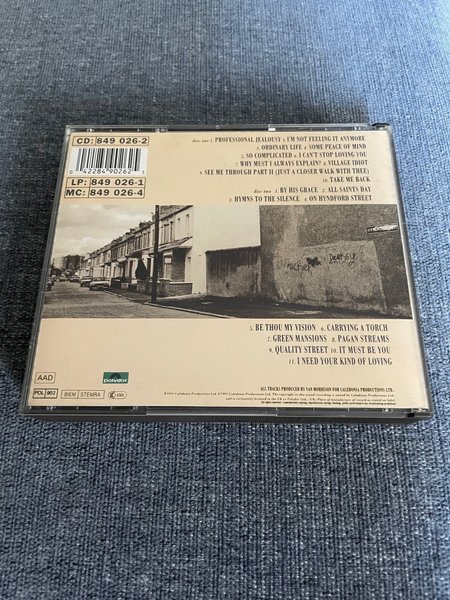 CD: 849 026-2
0 42284 90262 5
LP: 849 026-1
MC: 849 026-4
disc one 1. PROFESSIONAL JEALOUSY 2. I'M NOT FEELING IT ANYMORE
3. ORDINARY LIFE 4. SOME PEACE OF MIND
5. SO COMPLICATED 6. I CAN'T STOP LOVING YOU
7. WHY MUST I ALWAYS EXPLAIN? 8. VILLAGE IDIOT
9. SEE ME THROUGH PART II (JUST A CLOSER WALK WITH THEE)
10. TAKE ME BACK
disc two 1. BY HIS GRACE 2. ALL SAINTS DAY
3. HYMNS TO THE SILENCE 4. ON HYNDFORD STREET
5. BE THOU MY VISION 6. CARRYING A TORCH
7. GREEN MANSIONS 8. PAGAN STREAMS
9. QUALITY STREET 10. IT MUST BE YOU
11. I NEED YOUR KIND OF LOVING
AAD
polydor
POL 902
BIEM STEMRA
ALL TRACKS PRODUCED BY VAN MORRISON FOR CALEDONIA PRODUCTIONS LTD.